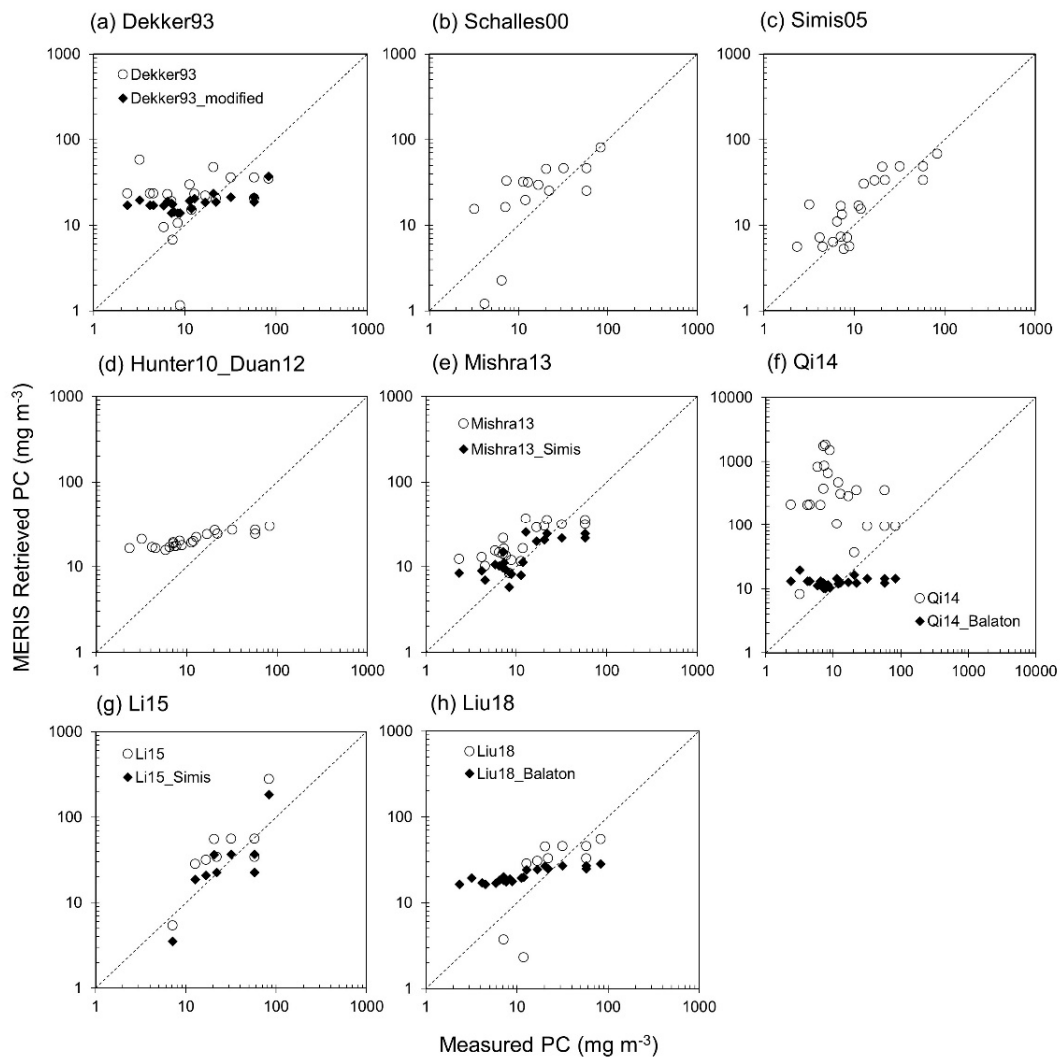 (a) Dekker93
(b) Schalles00
(c) Simis05
1000
100
10
1
1 10 100 1000
Dekker93
Dekker93_modified
1000
100
10
1
1 10 100 1000
1000
100
10
1
1 10 100 1000
MERIS Retrieved PC (mg m-3)
(d) Hunter10_Duan12
(e) Mishra13
(f) Qi14
1000
100
10
1
1 10 100 1000
1000
100
10
1
1 10 100 1000
Mishra13
Mishra13_Simis
10000
1000
100
10
1
1 10 100 1000 10000
Qi14
Qi14_Balaton
(g) Li15
(h) Liu18
1000
100
10
1
1 10 100 1000
Li15
Li15_Simis
1000
100
10
1
1 10 100 1000
Liu18
Liu18_Balaton
Measured PC (mg m-3)